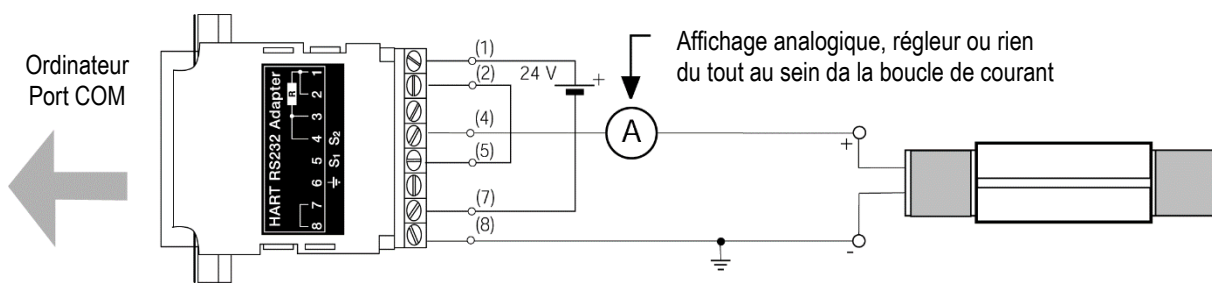 Ordinateur
Port COM
HART RS232 Adapter
R
1
2
3
4 S2
5 S1
6
7
8
(1)
(2)
(4)
(5)
(7)
(8)
24 V
+
A
Affichage analogique, régleur ou rien
du tout au sein da la boucle de courant
+
-